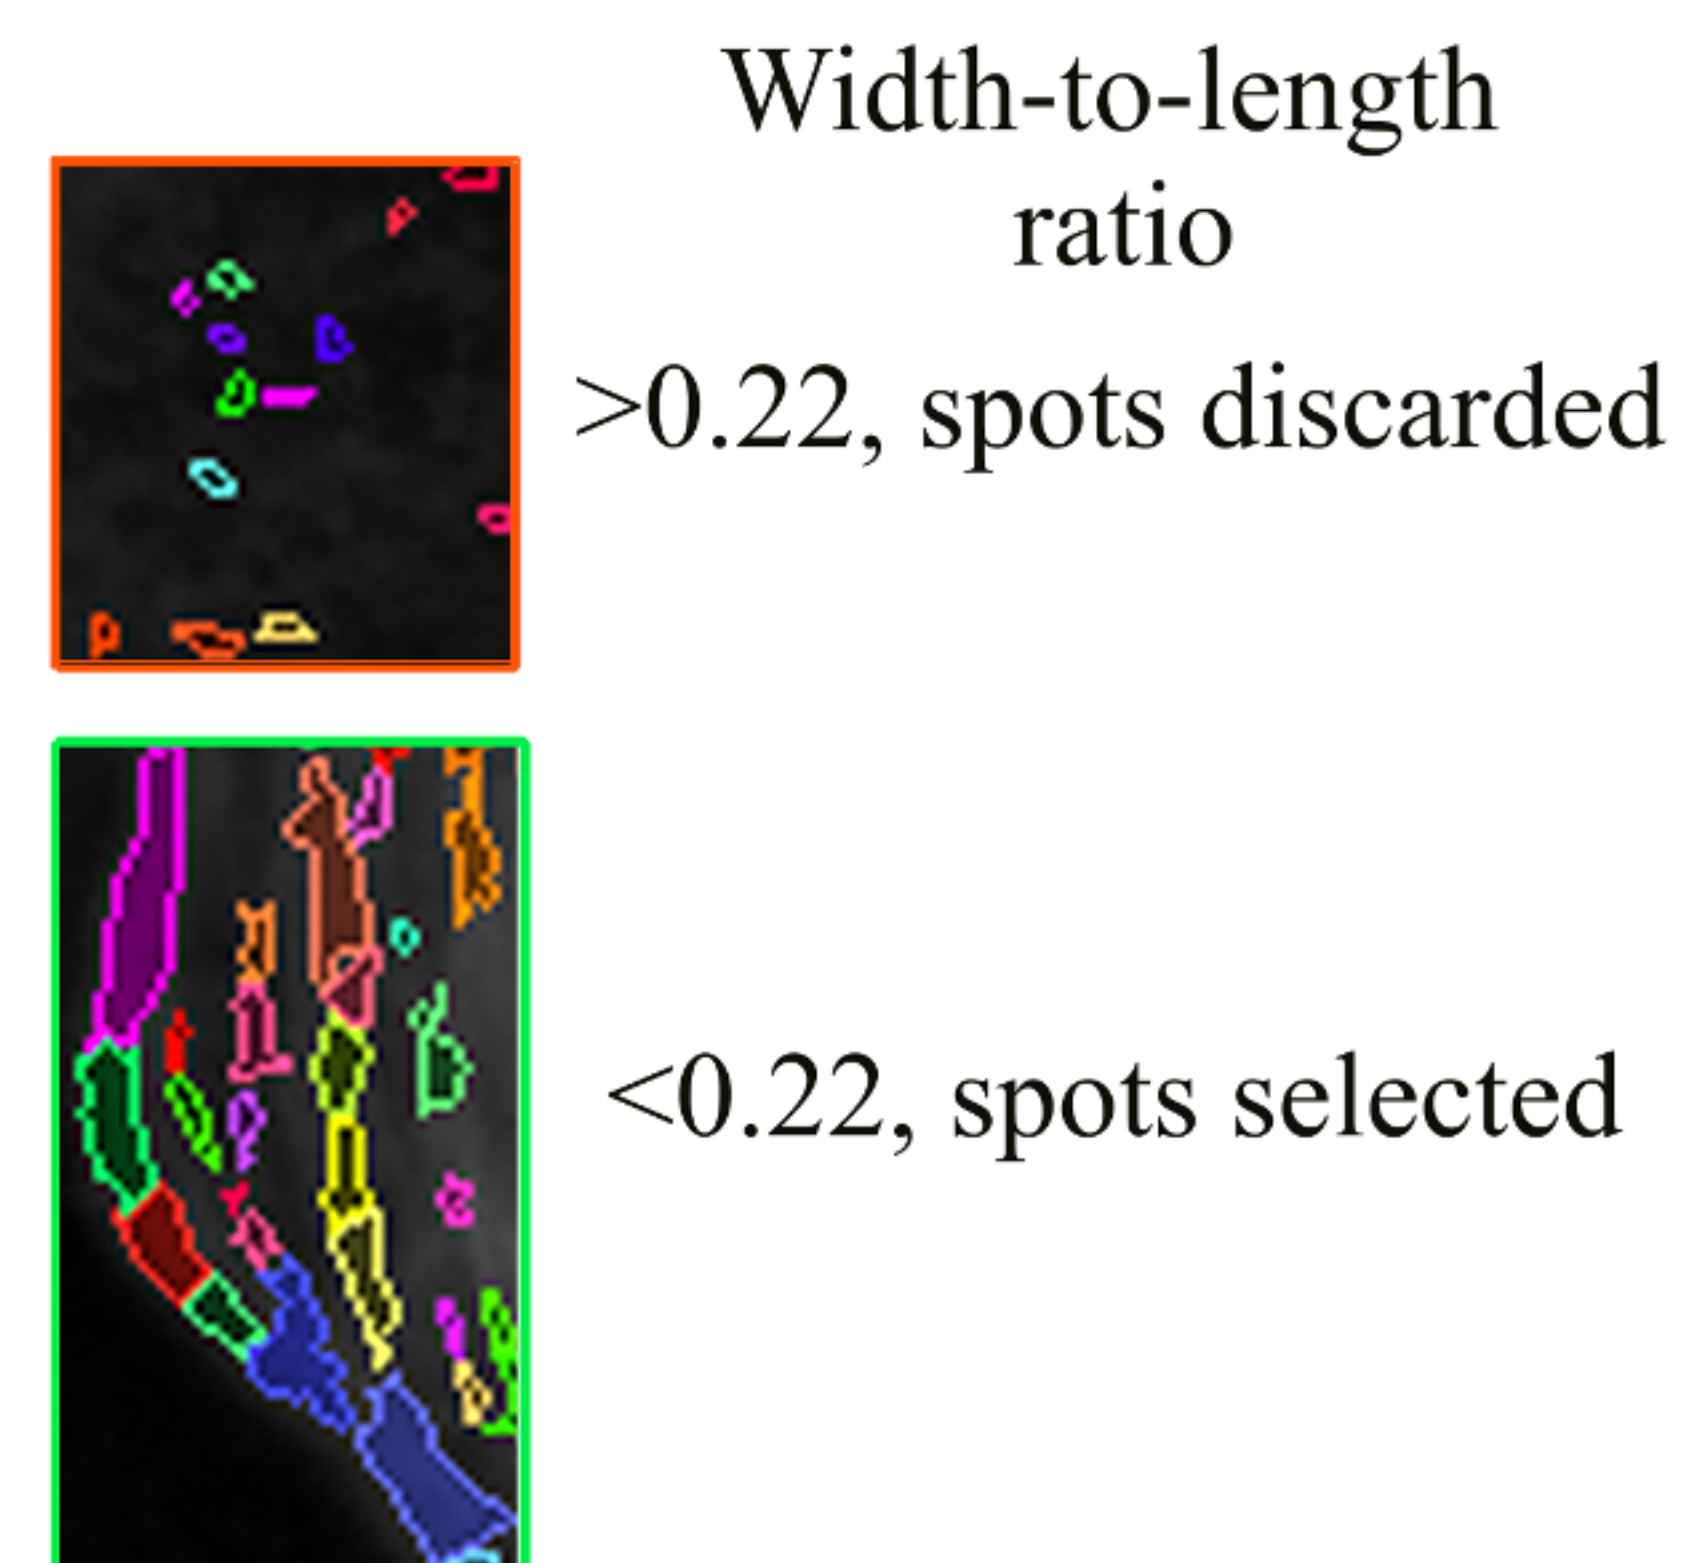 Width-to-length
ratio
>0.22, spots discarded
<0.22, spots selected